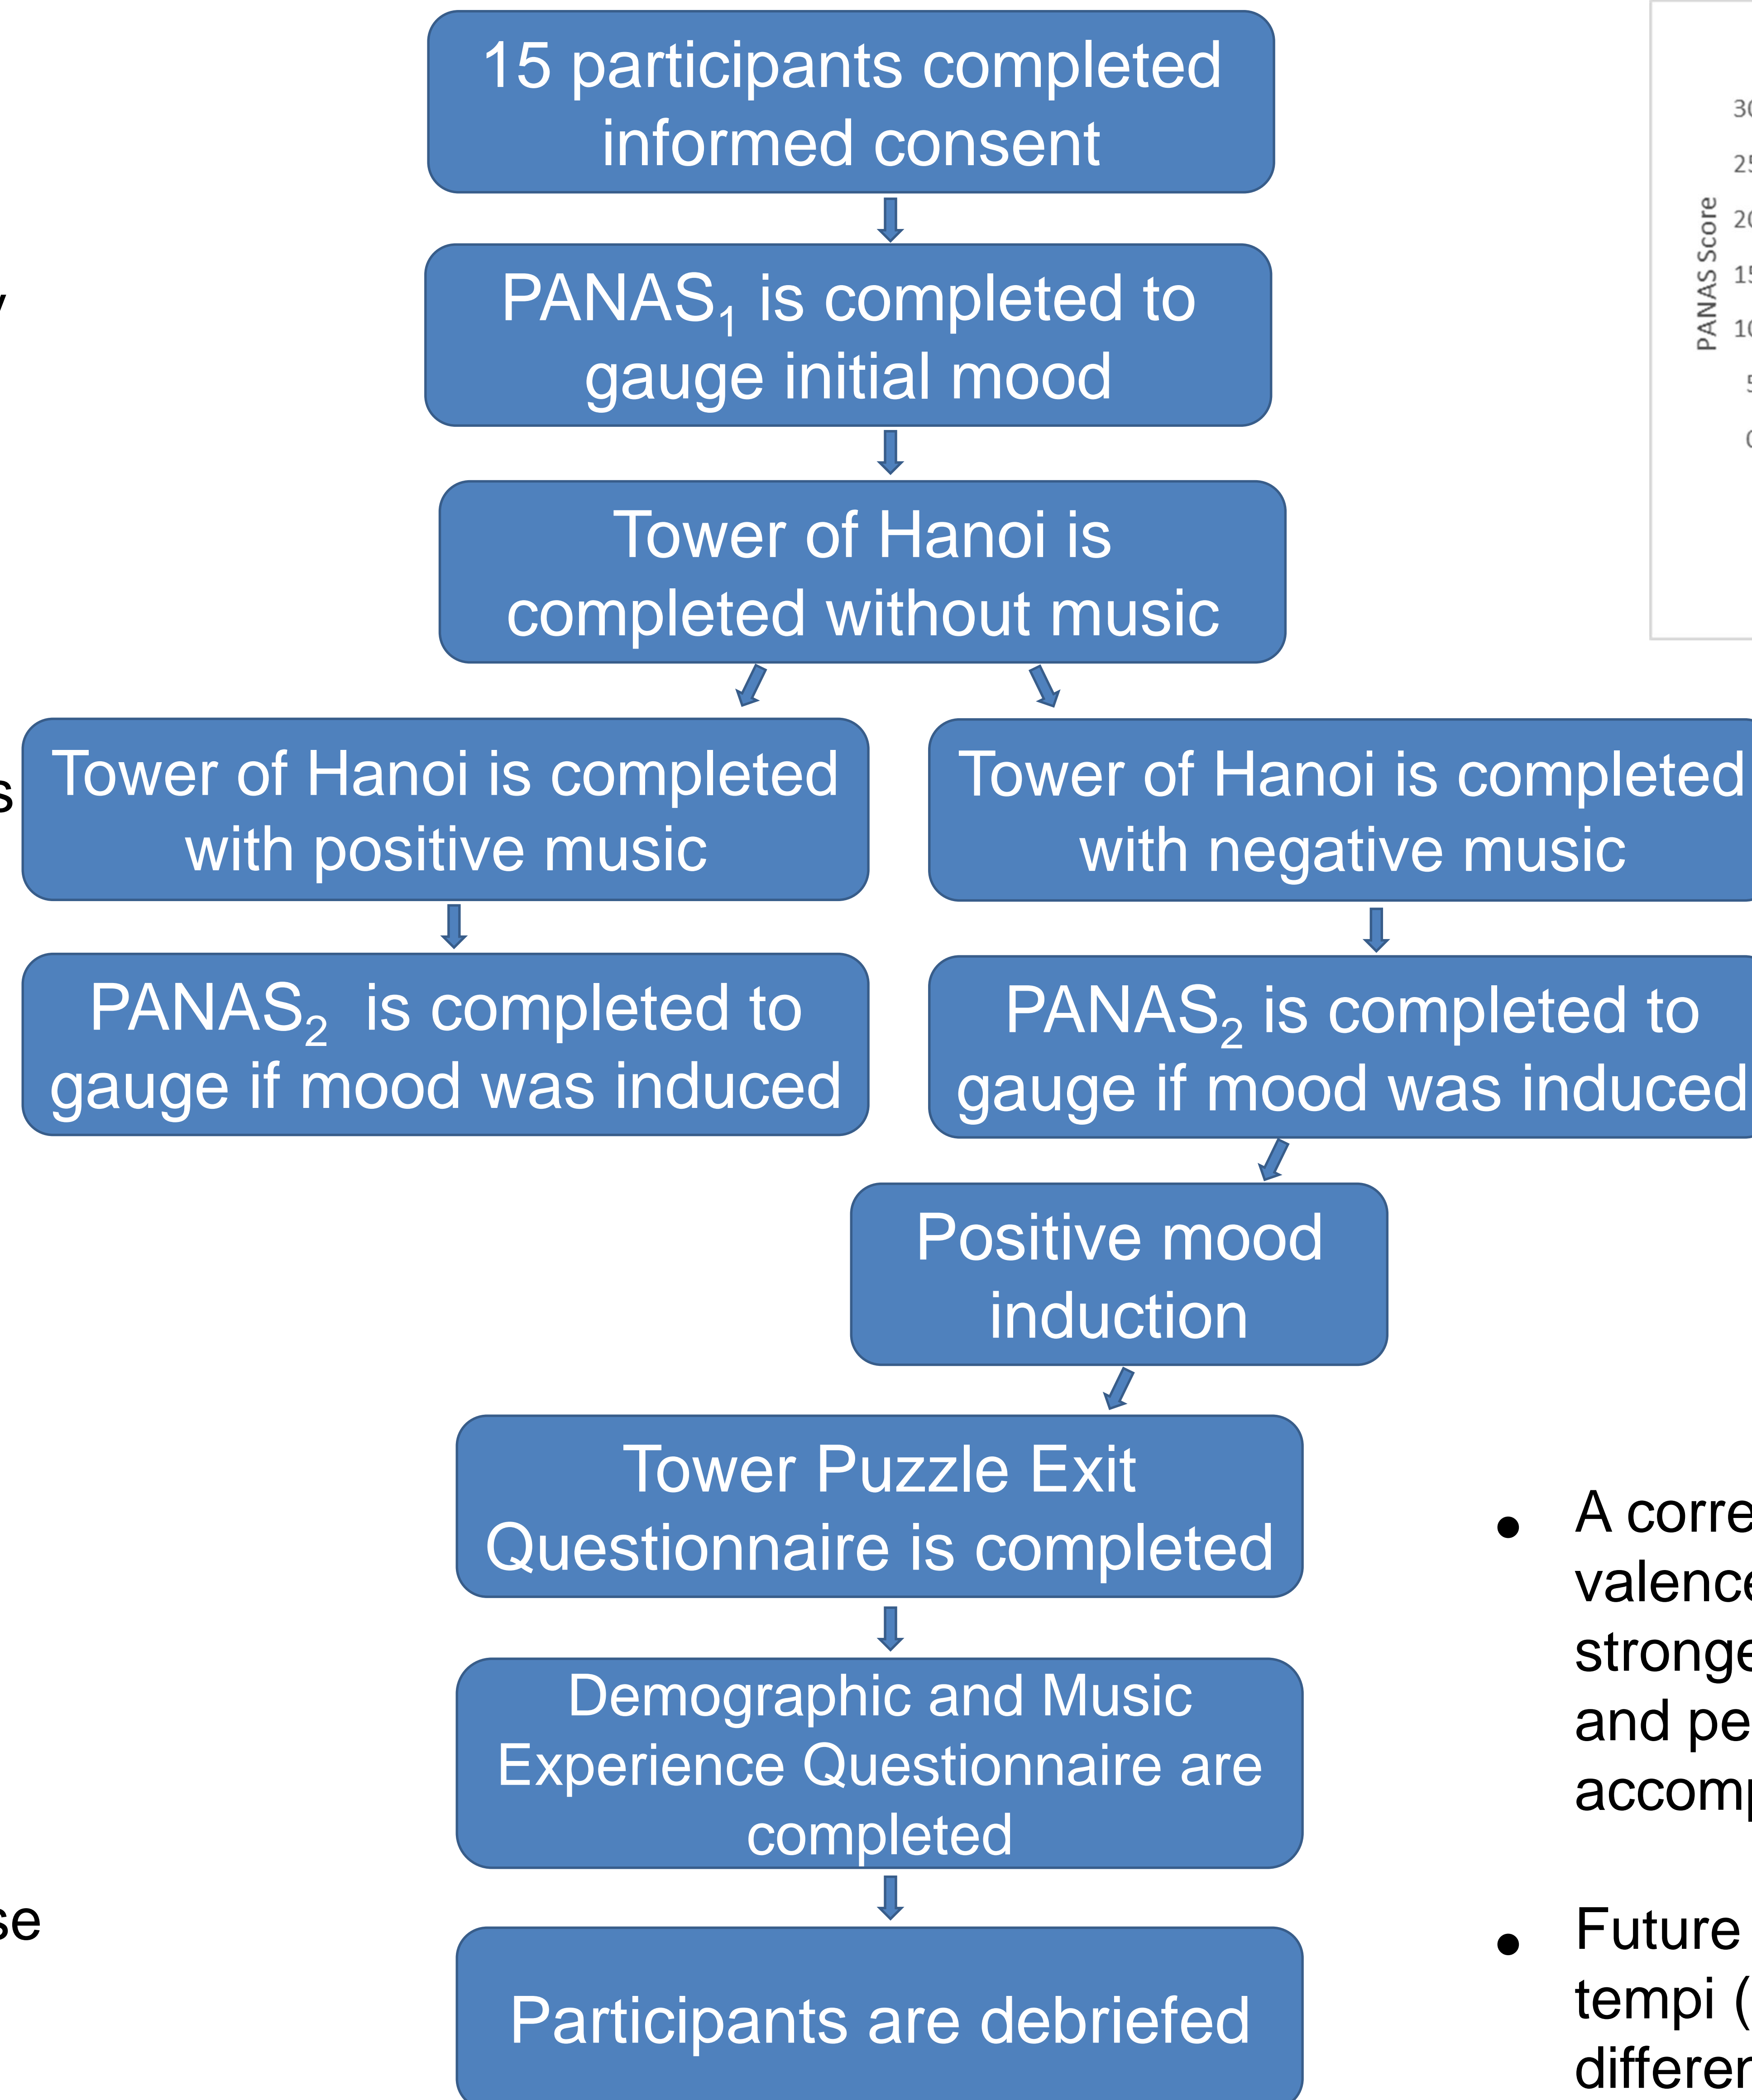 15 participants completed
informed consent
PANAS₁ is completed to
gauge initial mood
Tower of Hanoi is
completed without music
Tower of Hanoi is completed
with positive music
Tower of Hanoi is completed
with negative music
PANAS₂ is completed to
gauge if mood was induced
PANAS₂ is completed to
gauge if mood was induced
Positive mood
induction
Tower Puzzle Exit
Questionnaire is completed
Demographic and Music
Experience Questionnaire are
completed
Participants are debriefed
PANAS Score
• A
and
• Future
tempi (